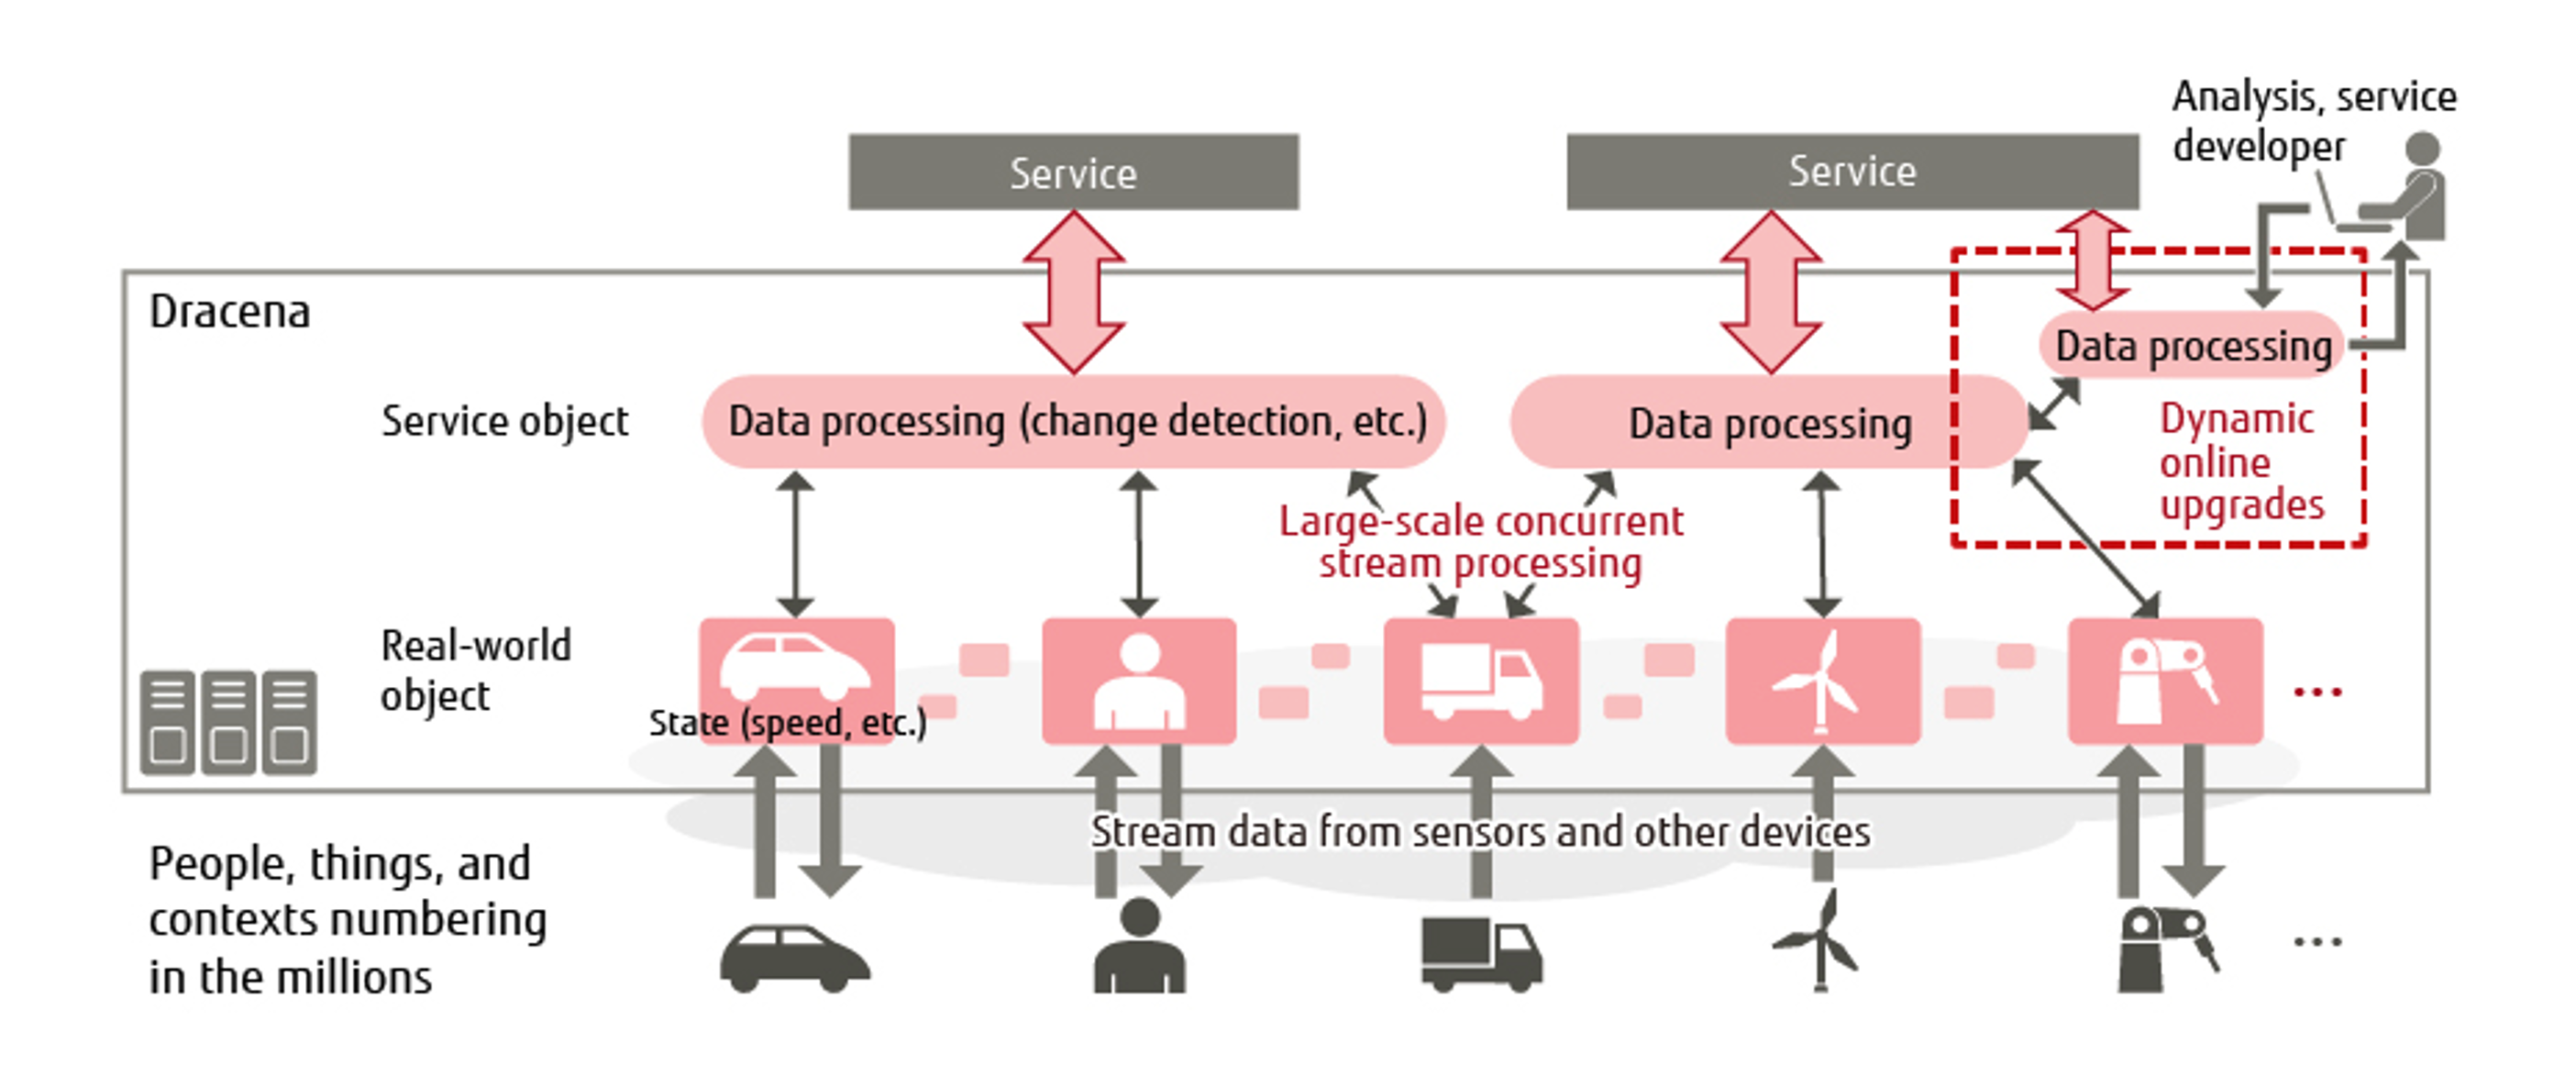 Analysis, service
developer
Service
Service
Dracena
Data processing
Service object
Data processing (change detection, etc.)
Data processing
Dynamic
online
upgrades
Large-scale concurrent
stream processing
Real-world
object
State (speed, etc.)
...
Stream data from sensors and other devices
People, things, and
contexts numbering
in the millions
...